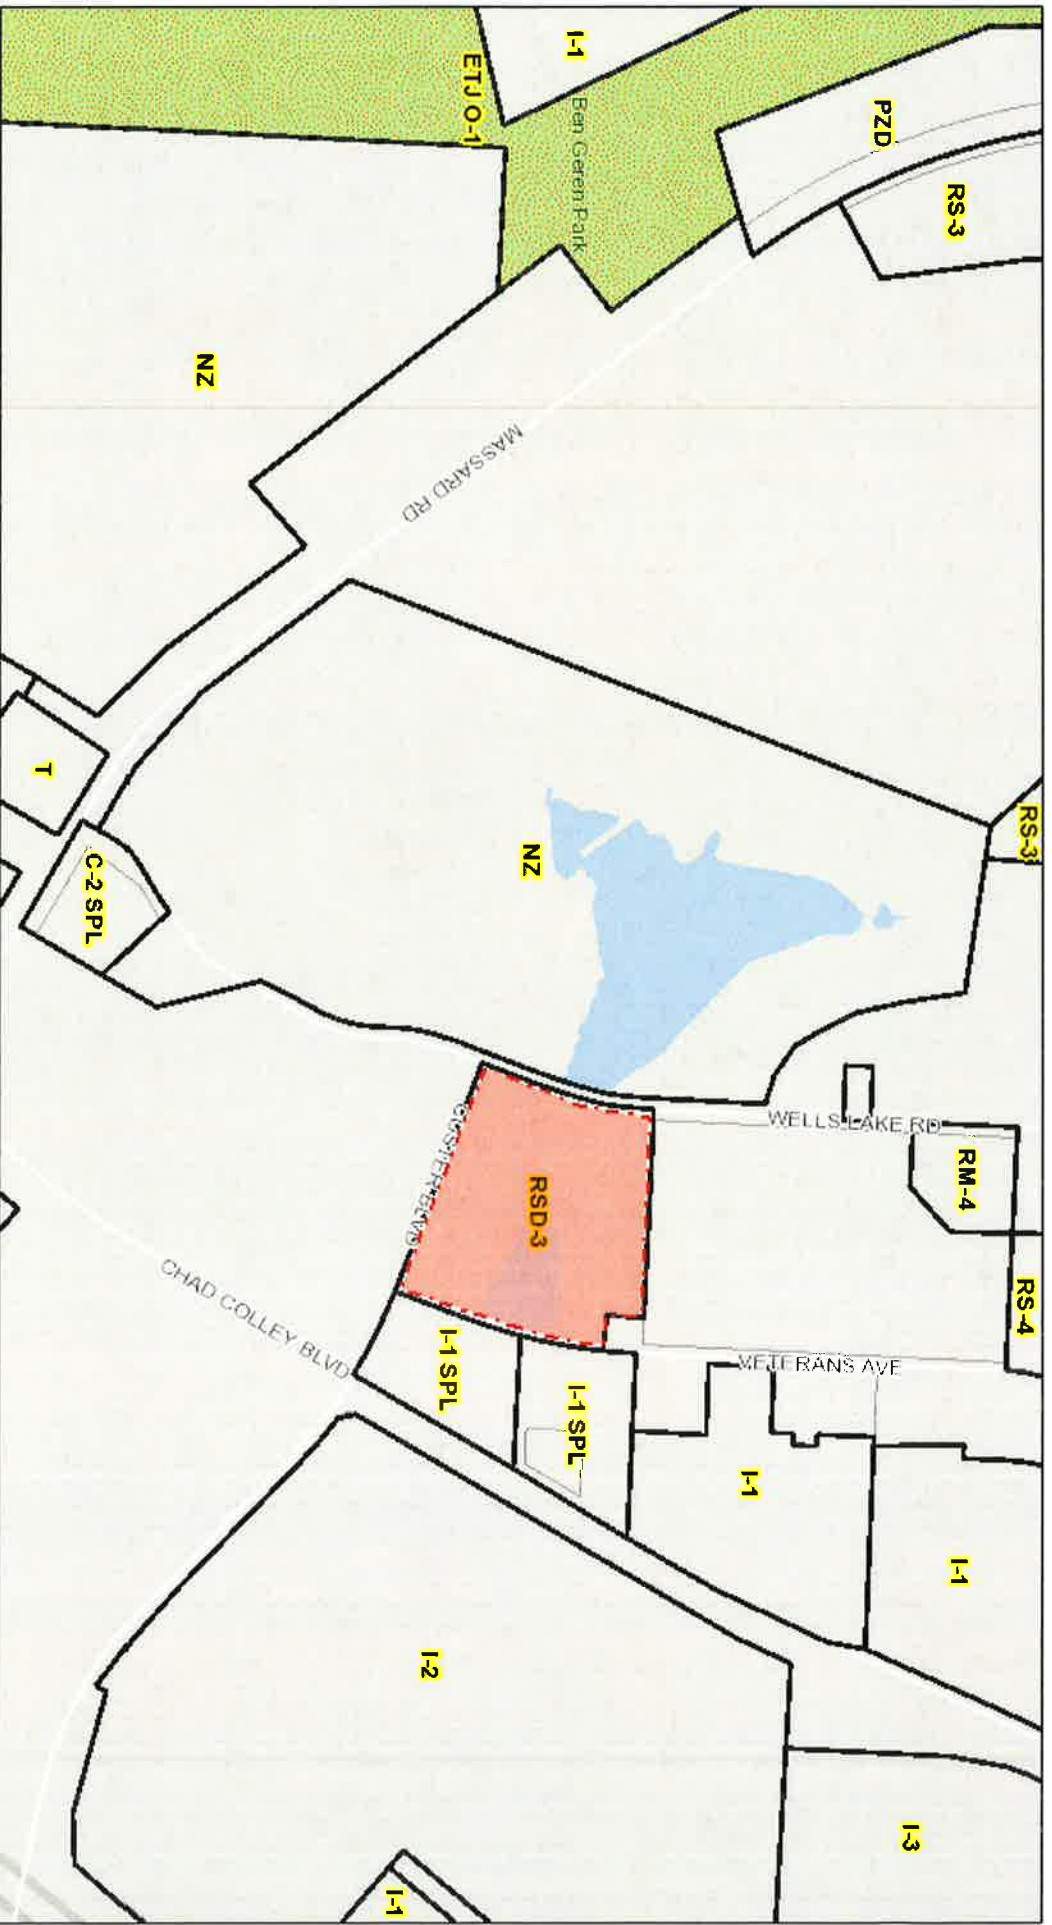 I-1
Ben Geren Park
ETJ O-1
PZD
RS-3
NZ
MASSARD RD
T
C-2 SPL
NZ
RS-3
WELLS LAKE RD
RM-4
RS-4
RSD-3
CUSTER BLVD
CHAD COLLEY BLVD
I-1 SPL
I-1 SPL
VETERANS AVE
I-1
I-1
I-2
I-3
I-1